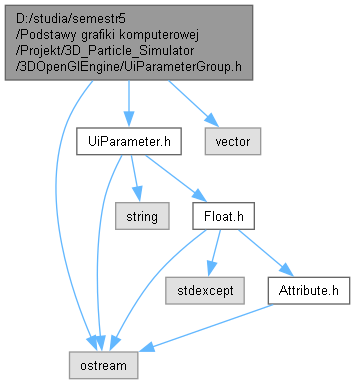 D:/studia/semestr5
/Podstawy grafiki komputerowej
/Projekt/3D_Particle_Simulator
/3DOpenGlEngine/UiParameterGroup.h
UiParameter.h
vector
string
Float.h
stdexcept
Attribute.h
ostream